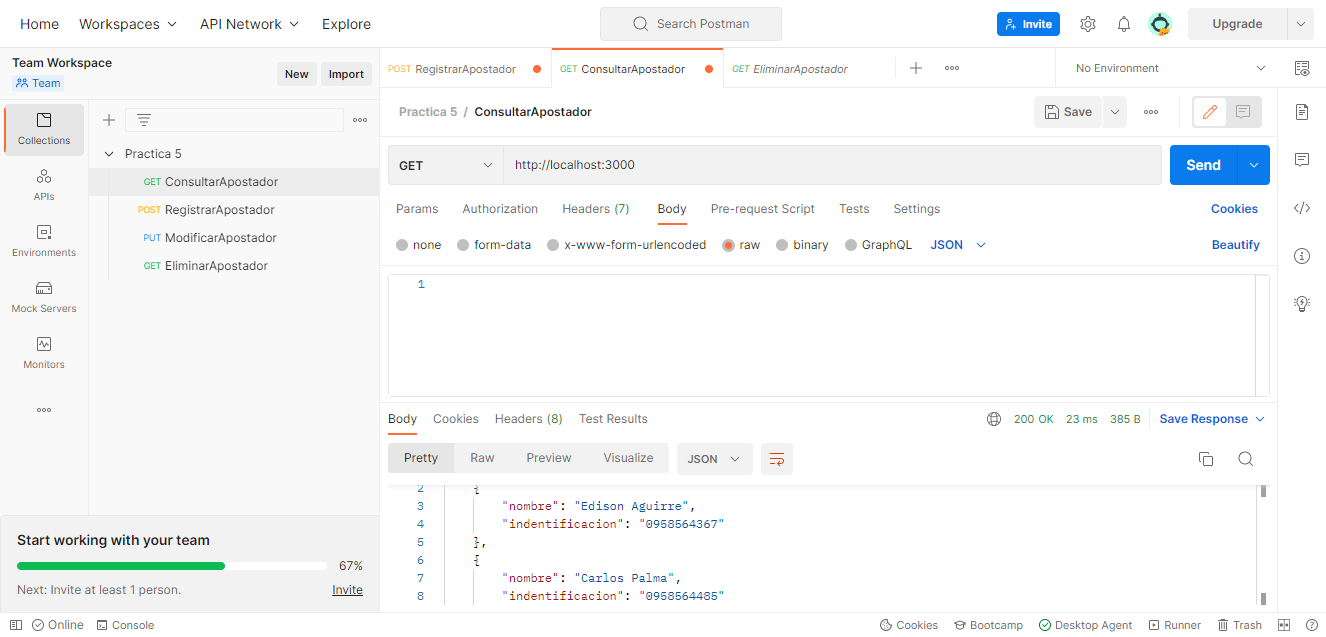 Home Workspaces API Network Explore Search Postman Invite Upgrade
Team Workspace
Team
New Import
POST RegistrarApostador GET ConsultarApostador GET EliminarApostador No Environment
Collections
APIs
Environments
Mock Servers
Monitors
Practica 5
GET ConsultarApostador
POST RegistrarApostador
PUT ModificarApostador
GET EliminarApostador
Practica 5 / ConsultarApostador Save
GET http://localhost:3000 Send
Params Authorization Headers (7) Body Pre-request Script Tests Settings Cookies
none form-data x-www-form-urlencoded raw binary GraphQL JSON Beautify
1
Body Cookies Headers (8) Test Results 200 OK 23 ms 385 B Save Response
Pretty Raw Preview Visualize JSON
2 {
3 "nombre": "Edison Aguirre",
4 "indentificacion": "0958564367"
5 },
6 {
7 "nombre": "Carlos Palma",
8 "indentificacion": "0958564485"
Start working with your team
67%
Next: Invite at least 1 person. Invite
Online Console Cookies Bootcamp Desktop Agent Runner Trash